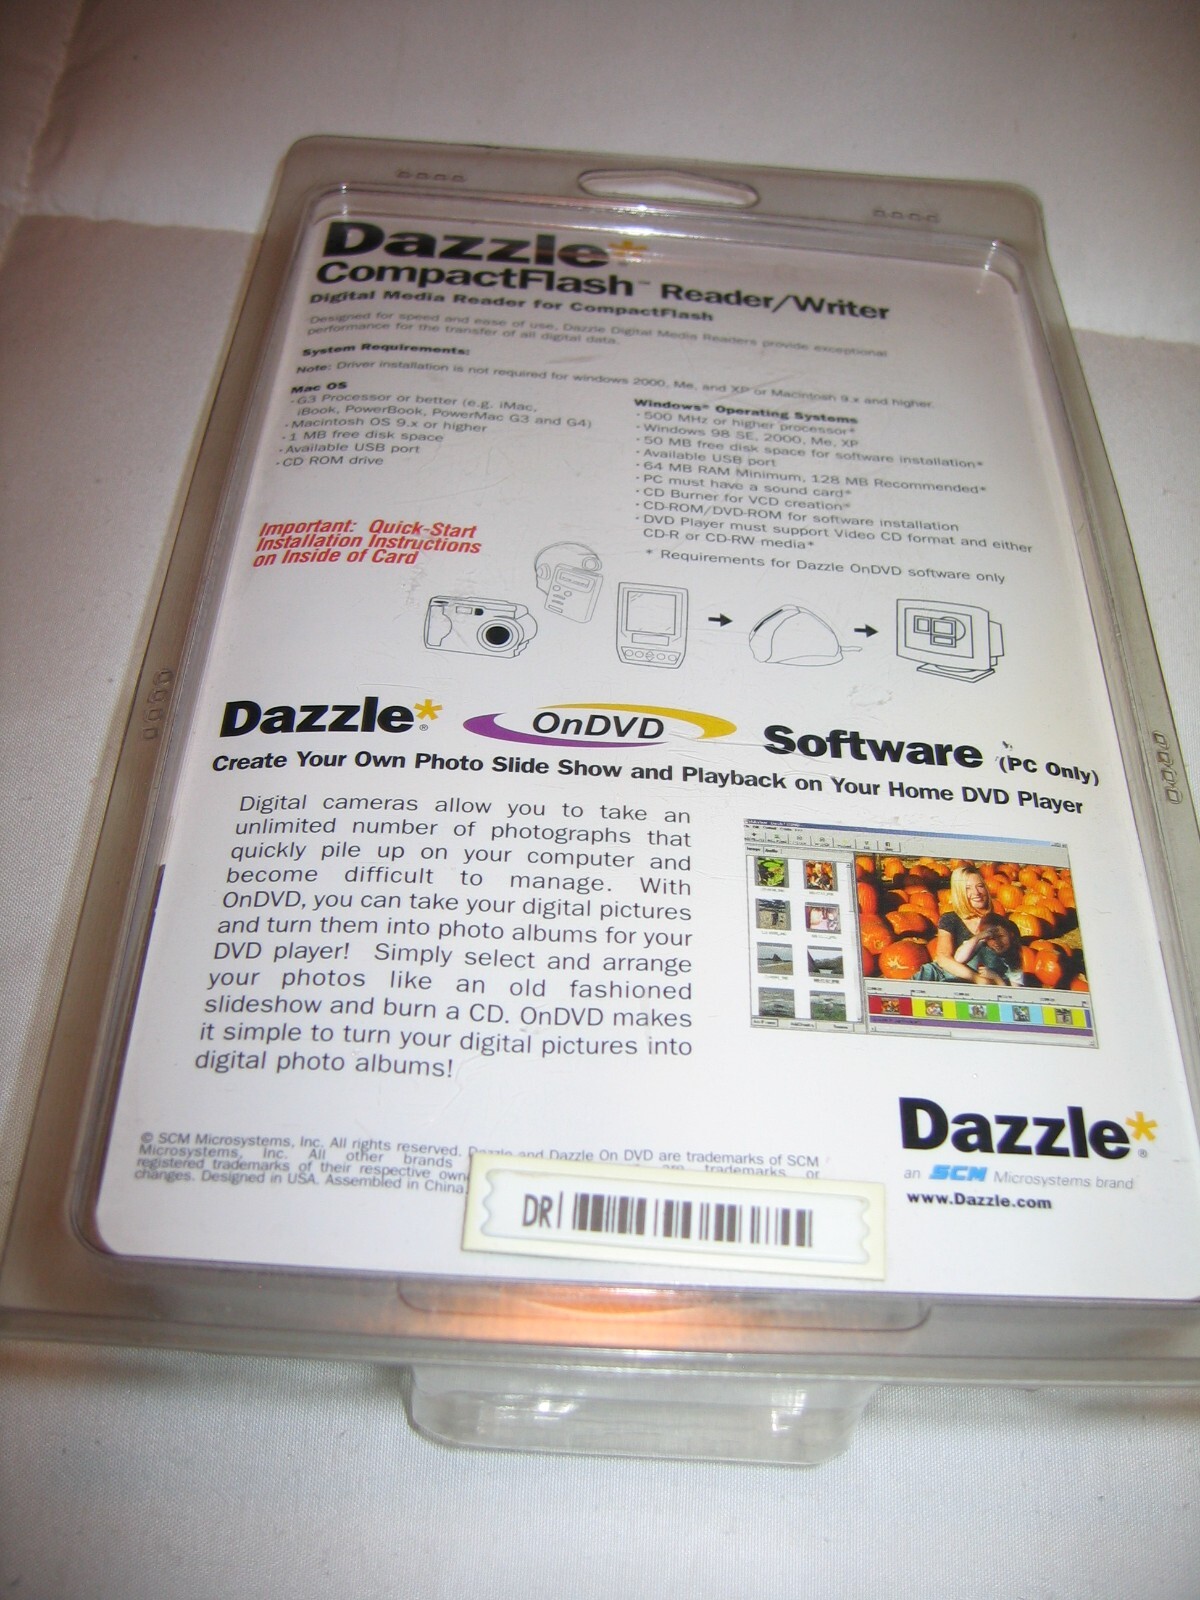 Dazzle*
CompactFlash™ Reader/Writer
Digital Media Reader for CompactFlash
Designed for speed and ease of use, Dazzle Digital Media Readers provide exceptional
performance for the transfer of all digital data.
System Requirements:
Note: Driver installation is not required for windows 2000, Me, and XP or Macintosh 9.x and higher.
Mac OS
· G3 Processor or better (e.g. iMac,
iBook, PowerBook, PowerMac G3 and G4)
· Macintosh OS 9.x or higher
· 1 MB free disk space
· Available USB port
· CD ROM drive
Windows® Operating Systems
· 500 MHz or higher processor*
· Windows 98 SE, 2000, Me, XP
· 50 MB free disk space for software installation*
· Available USB port
· 64 MB RAM Minimum, 128 MB Recommended*
· PC must have a sound card*
· CD Burner for VCD creation*
· CD-ROM/DVD-ROM for software installation
· DVD Player must support Video CD format and either
CD-R or CD-RW media*
* Requirements for Dazzle OnDVD software only
Important: Quick-Start
Installation Instructions
on Inside of Card
Dazzle*® OnDVD Software (PC Only)
Create Your Own Photo Slide Show and Playback on Your Home DVD Player
Digital cameras allow you to take an
unlimited number of photographs that
quickly pile up on your computer and
become difficult to manage. With
OnDVD, you can take your digital pictures
and turn them into photo albums for your
DVD player! Simply select and arrange
your photos like an old fashioned
slideshow and burn a CD. OnDVD makes
it simple to turn your digital pictures into
digital photo albums!
Dazzle*®
an SCM Microsystems brand
www.Dazzle.com
© SCM Microsystems, Inc. All rights reserved. Dazzle and Dazzle On DVD are trademarks of SCM
Microsystems, Inc. All other brands are trademarks or
registered trademarks of their respective
changes. Designed in USA. Assembled in China.
DRI